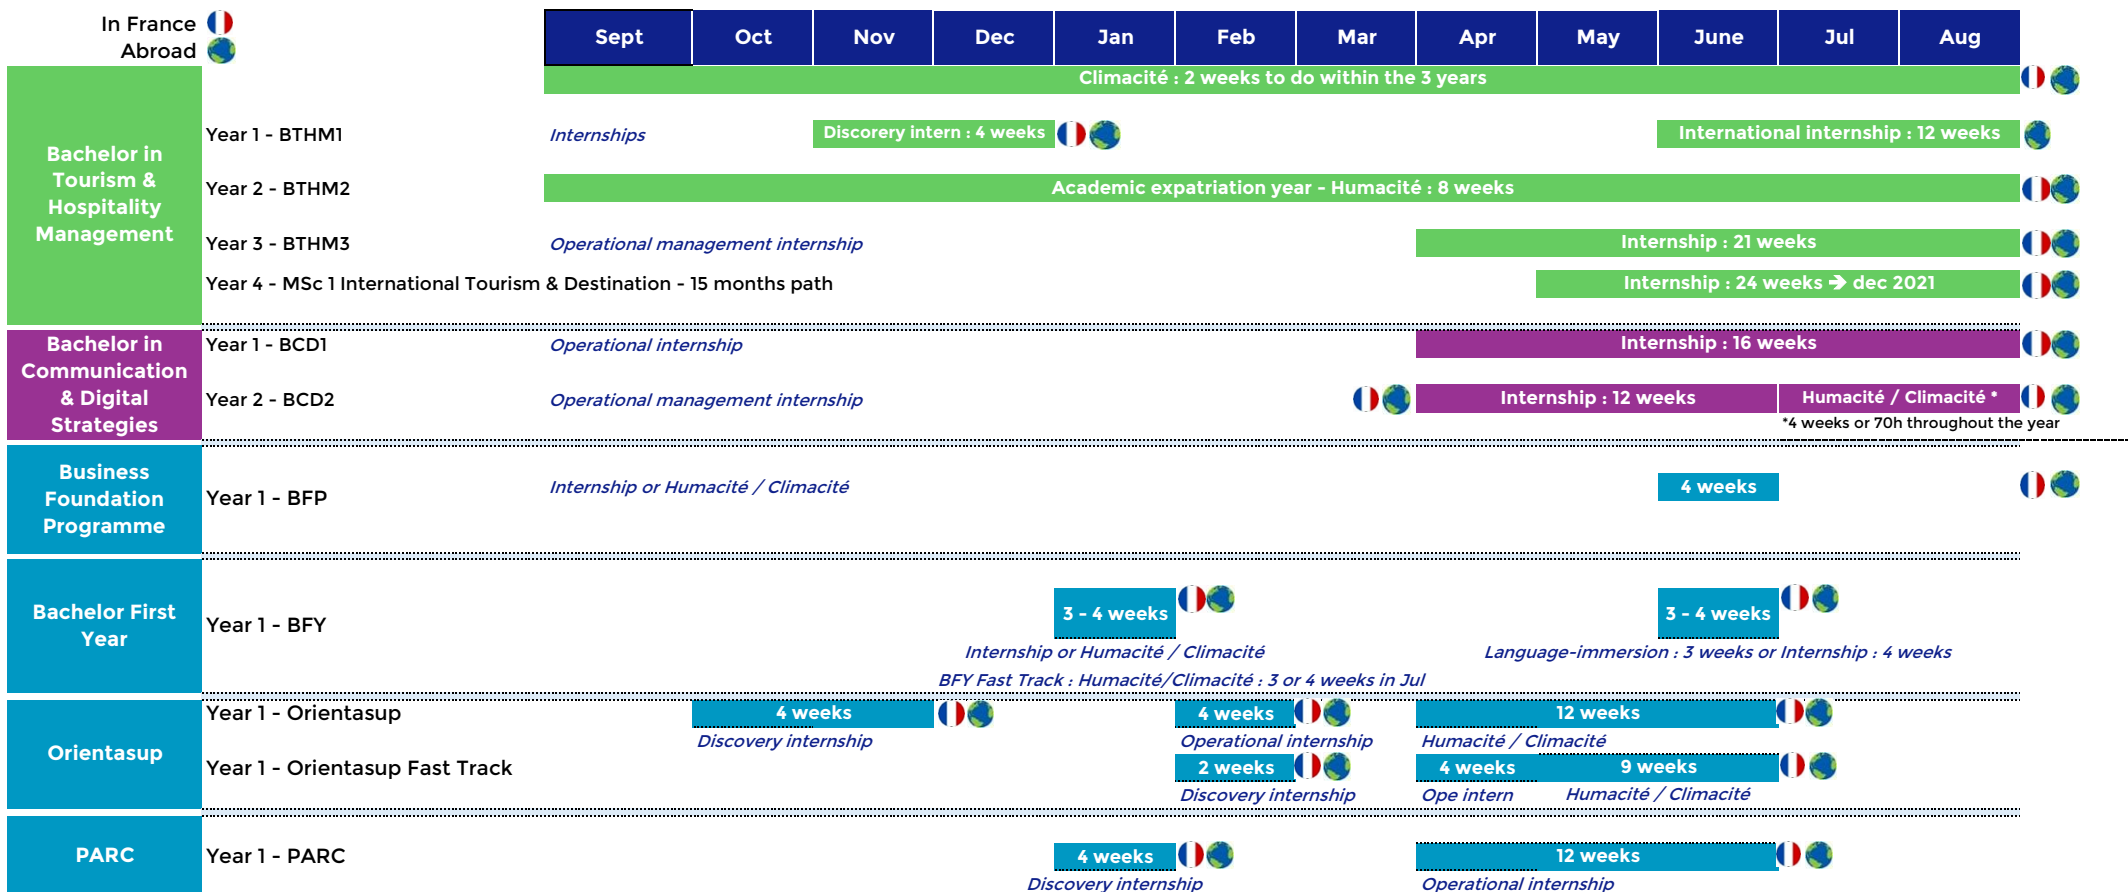 In France
Abroad
Sept Oct Nov Dec Jan Feb Mar Apr May June Jul Aug
Climacité : 2 weeks to do within the 3 years
Bachelor in
Tourism &
Hospitality
Management
Year 1 - BTHM1
Internships
Discorery intern : 4 weeks
International internship : 12 weeks
Year 2 - BTHM2
Academic expatriation year - Humacité : 8 weeks
Year 3 - BTHM3
Operational management internship
Internship : 21 weeks
Year 4 - MSc 1 International Tourism & Destination - 15 months path
Internship : 24 weeks ➔ dec 2021
Bachelor in
Communication
& Digital
Strategies
Year 1 - BCD1
Operational internship
Internship : 16 weeks
Year 2 - BCD2
Operational management internship
Internship : 12 weeks
Humacité / Climacité *
*4 weeks or 70h throughout the year
Business
Foundation
Programme
Year 1 - BFP
Internship or Humacité / Climacité
4 weeks
Bachelor First
Year
Year 1 - BFY
3 - 4 weeks
3 - 4 weeks
Internship or Humacité / Climacité
Language-immersion : 3 weeks or Internship : 4 weeks
BFY Fast Track : Humacité/Climacité : 3 or 4 weeks in Jul
Orientasup
Year 1 - Orientasup
4 weeks
4 weeks
12 weeks
Discovery internship
Operational internship
Humacité / Climacité
Year 1 - Orientasup Fast Track
2 weeks
4 weeks
9 weeks
Discovery internship
Ope intern
Humacité / Climacité
PARC
Year 1 - PARC
4 weeks
12 weeks
Discovery internship
Operational internship